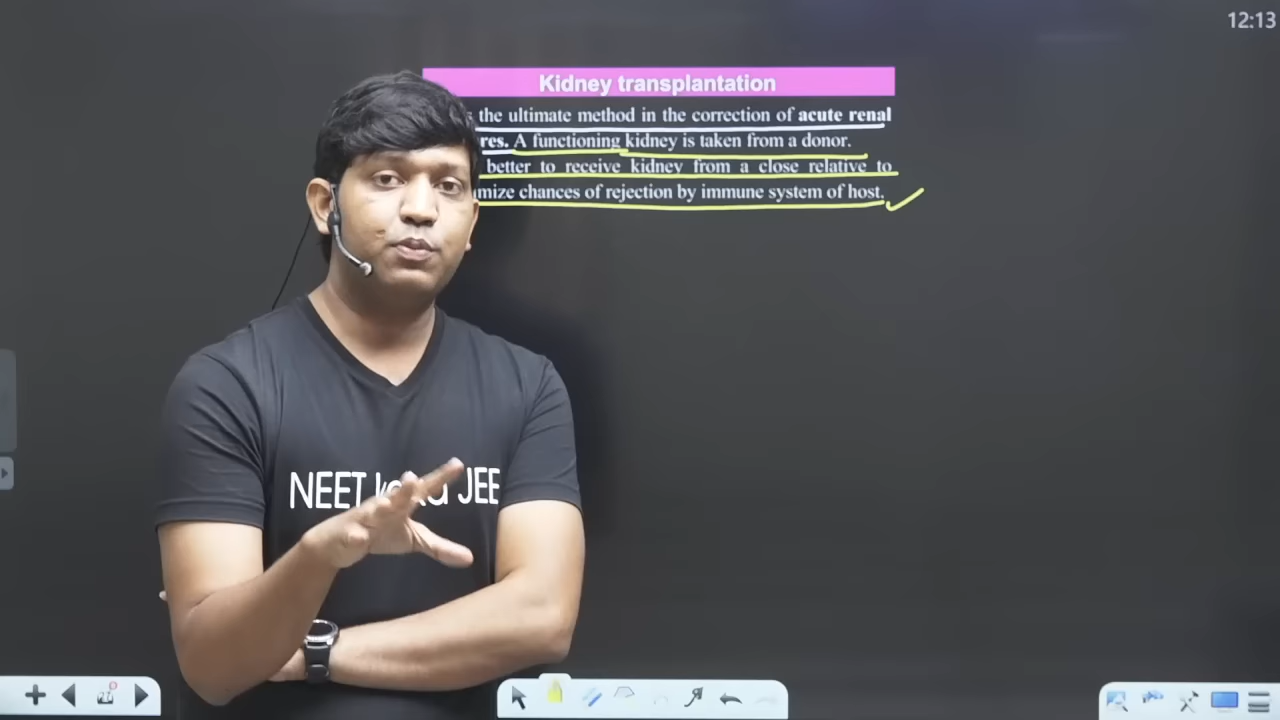 12:13
Kidney transplantation
the ultimate method in the correction of acute renal
res. A functioning kidney is taken from a donor.
better to receive kidney from a close relative to
mize chances of rejection by immune system of host.
NEET JEE